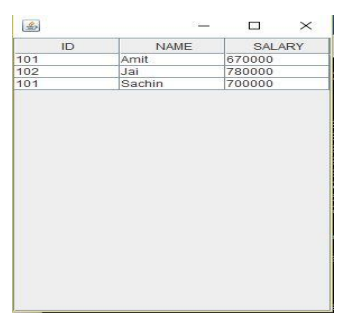 ID NAME SALARY
101 Amit 670000
102 Jai 780000
101 Sachin 700000